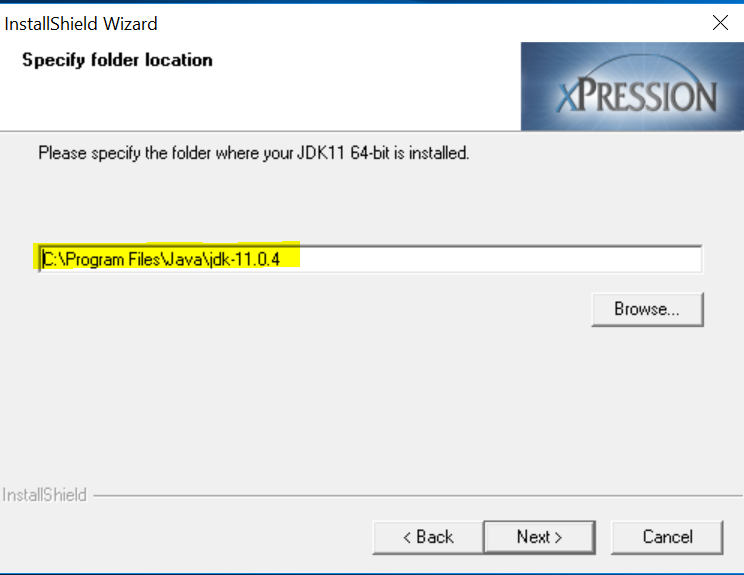 InstallShield Wizard
Specify folder location
xPRESSION
Please specify the folder where your JDK11 64-bit is installed.
C:\Program Files\Java\jdk-11.0.4
Browse...
InstallShield
< Back
Next >
Cancel